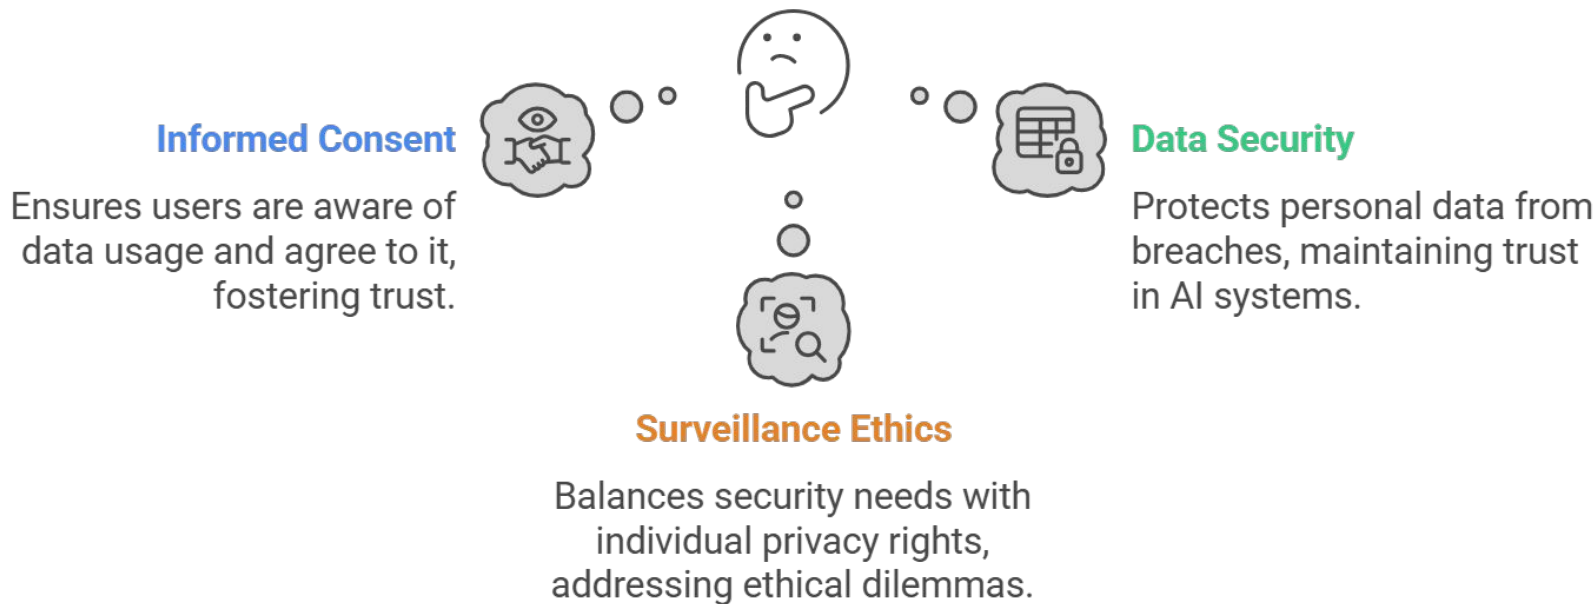 Informed Consent
Ensures users are aware of
data usage and agree to it,
fostering trust.
Data Security
Protects personal data from
breaches, maintaining trust
in AI systems.
Surveillance Ethics
Balances security needs with
individual privacy rights,
addressing ethical dilemmas.